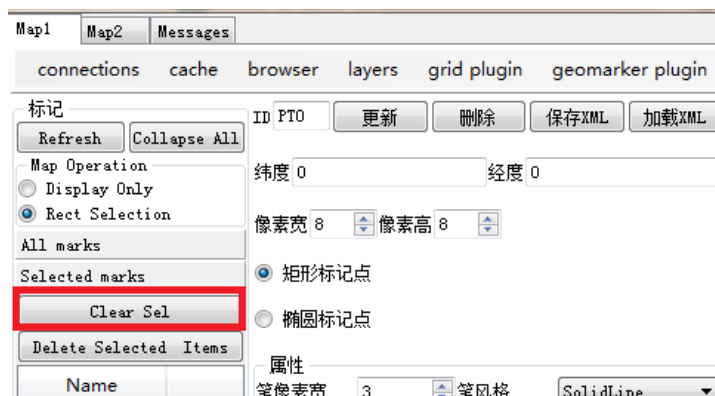 Map1 Map2 Messages
connections cache browser layers grid plugin geomarker plugin
标记
Refresh Collapse All
Map Operation
Display Only
Rect Selection
All marks
Selected marks
Clear Sel
Delete Selected Items
Name
ID PT0 更新 删除 保存XML 加载XML
纬度 0 经度 0
像素宽 8 像素高 8
矩形标记点
椭圆标记点
属性
笔像素宽 3 笔风格 SolidLine